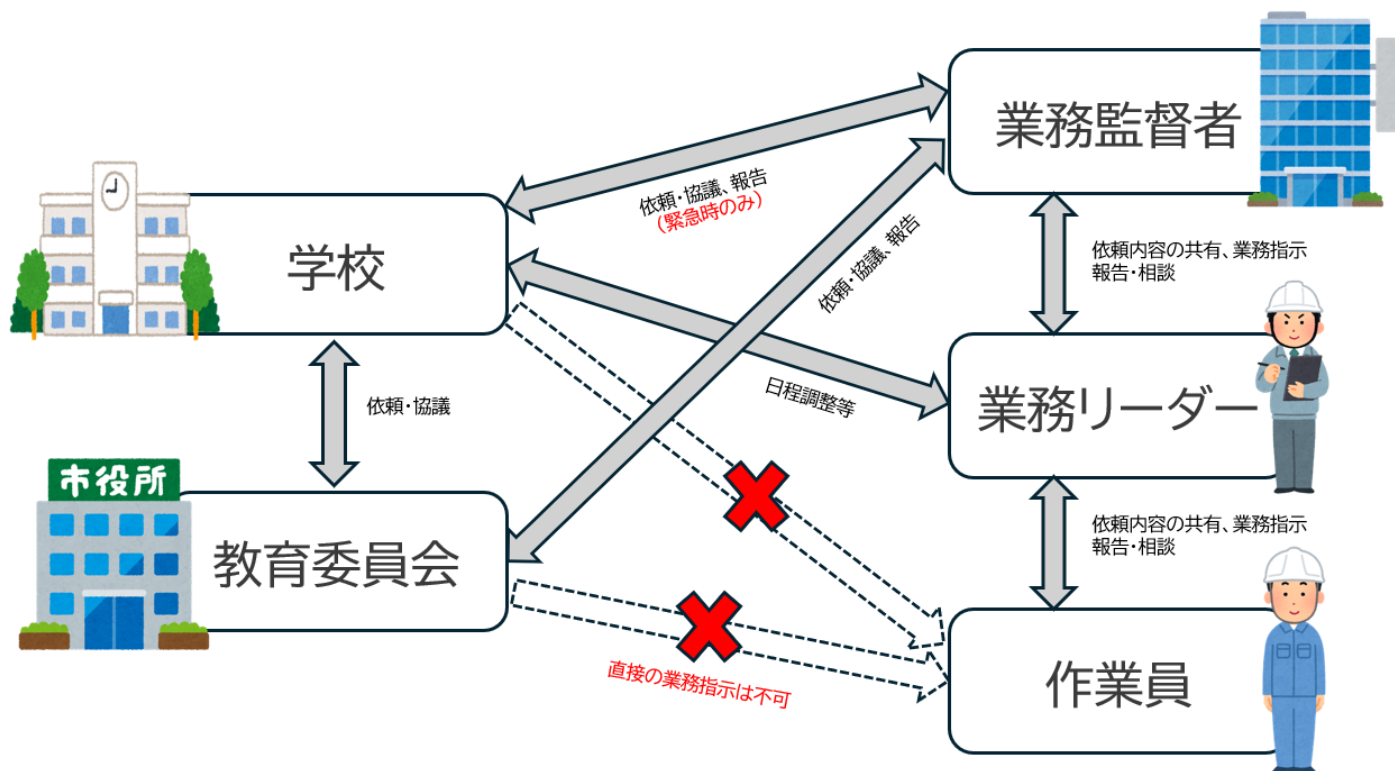 業務監督者
依頼・協議、報告
（緊急時のみ）
学校
依頼・協議、報告
依頼内容の共有、業務指示
報告・相談
日程調整等
業務リーダー
依頼・協議
市役所
教育委員会
依頼内容の共有、業務指示
報告・相談
直接の業務指示は不可
作業員